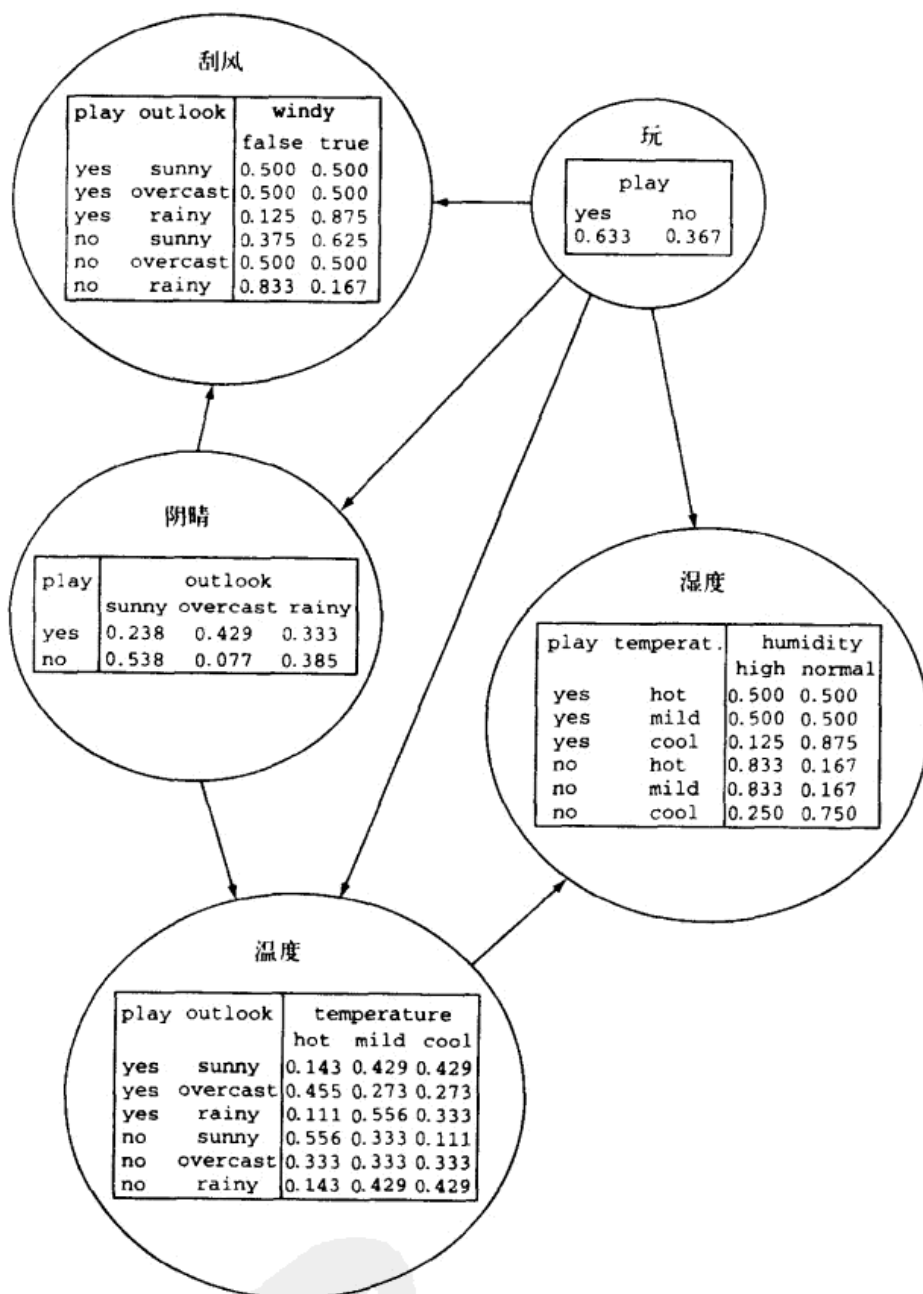 刮风
play outlook windy
false true
yes sunny 0.500 0.500
yes overcast 0.500 0.500
yes rainy 0.125 0.875
no sunny 0.375 0.625
no overcast 0.500 0.500
no rainy 0.833 0.167
玩
play
yes no
0.633 0.367
阴晴
play outlook
sunny overcast rainy
yes 0.238 0.429 0.333
no 0.538 0.077 0.385
湿度
play temperat. humidity
high normal
yes hot 0.500 0.500
yes mild 0.500 0.500
yes cool 0.125 0.875
no hot 0.833 0.167
no mild 0.833 0.167
no cool 0.250 0.750
温度
play outlook temperature
hot mild cool
yes sunny 0.143 0.429 0.429
yes overcast 0.455 0.273 0.273
yes rainy 0.111 0.556 0.333
no sunny 0.556 0.333 0.111
no overcast 0.333 0.333 0.333
no rainy 0.143 0.429 0.429